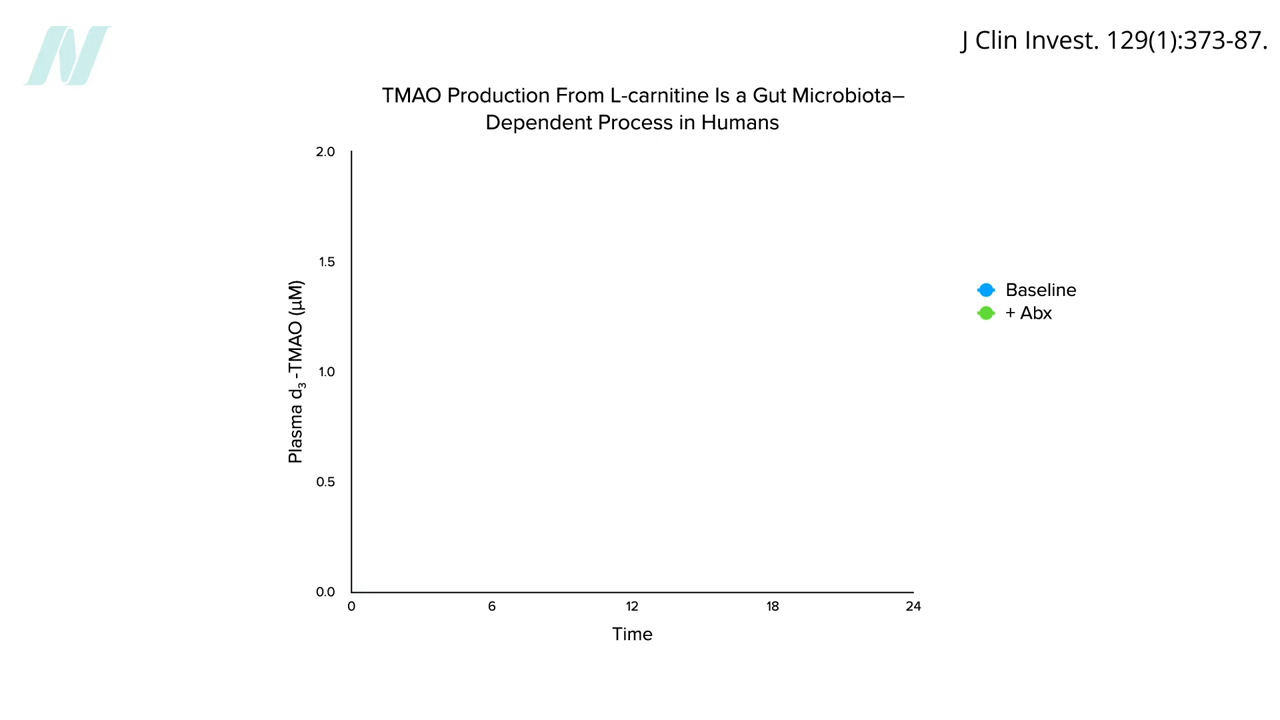 J Clin Invest. 129(1):373-87.
TMAO Production From L-carnitine Is a Gut Microbiota–
Dependent Process in Humans
2.0
1.5
1.0
0.5
0.0
Plasma d₃-TMAO (µM)
0 6 12 18 24
Time
Baseline
+ Abx